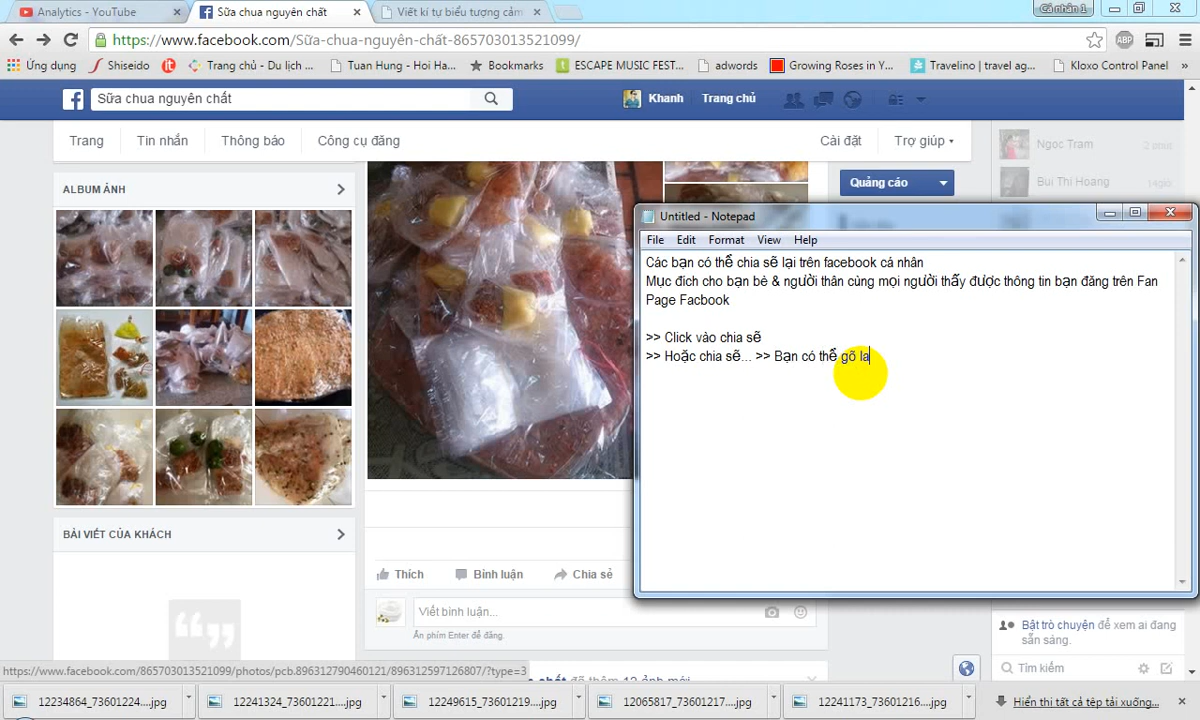 Analytics - YouTube
Sữa chua nguyên chất
Viết kí tự biểu tượng cảm
Cá nhân 1
https://www.facebook.com/Sữa-chua-nguyên-chất-865703013521099/
ABP
Ứng dụng
Shiseido
Trang chủ - Du lịch ...
Tuan Hung - Hoi Ha...
Bookmarks
ESCAPE MUSIC FEST...
adwords
Growing Roses in Y...
Travelino | travel ag...
Kloxo Control Panel
»
Sữa chua nguyên chất
Khanh
Trang chủ
Trang
Tin nhắn
Thông báo
Công cụ đăng
Cài đặt
Trợ giúp
Ngoc Tram
Bui Thi Hoang
ALBUM ẢNH
Quảng cáo
Untitled - Notepad
File Edit Format View Help
Các bạn có thể chia sẽ lại trên facebook cá nhân
Mục đích cho bạn bè & người thân cùng mọi người thấy được thông tin bạn đăng trên Fan
Page Facbook
>> Click vào chia sẽ
>> Hoặc chia sẽ... >> Bạn có thể gõ la
BÀI VIẾT CỦA KHÁCH
Thích
Bình luận
Chia sẻ
Viết bình luận...
Ấn phím Enter để đăng.
Bật trò chuyện để xem ai đang
sẵn sàng.
Tìm kiếm
https://www.facebook.com/865703013521099/photos/pcb.896312790460121/896312597126807/?type=3
12234864_73601224....jpg
12241324_73601221....jpg
12249615_73601219....jpg
12065817_73601217....jpg
12241173_73601216....jpg
Hiển thị tất cả tệp tải xuống...